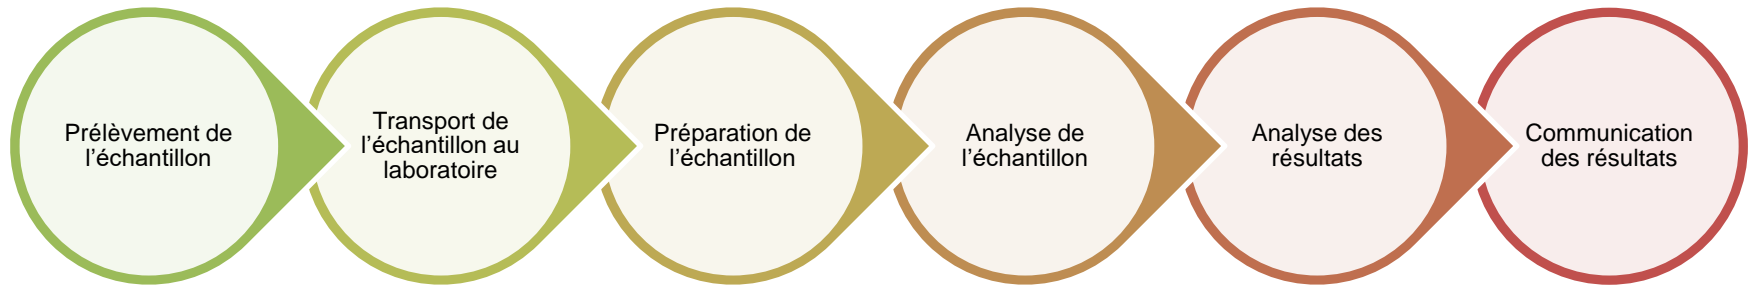 Prélèvement de
l’échantillon
Transport de
l’échantillon au
laboratoire
Préparation de
l’échantillon
Analyse de
l’échantillon
Analyse des
résultats
Communication
des résultats